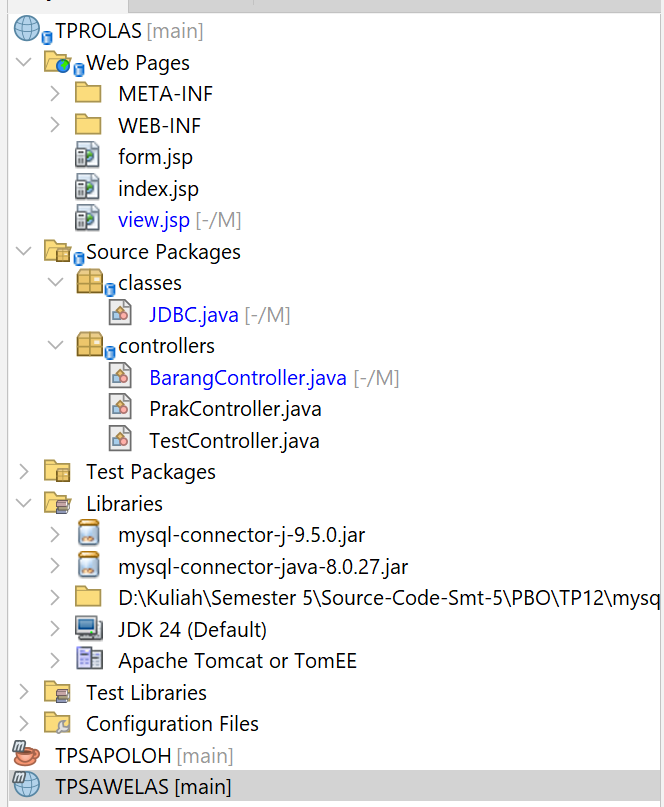 TPROLAS [main]
Web Pages
META-INF
WEB-INF
form.jsp
index.jsp
view.jsp [-/M]
Source Packages
classes
JDBC.java [-/M]
controllers
BarangController.java [-/M]
PrakController.java
TestController.java
Test Packages
Libraries
mysql-connector-j-9.5.0.jar
mysql-connector-java-8.0.27.jar
D:\Kuliah\Semester 5\Source-Code-Smt-5\PBO\TP12\mysq
JDK 24 (Default)
Apache Tomcat or TomEE
Test Libraries
Configuration Files
TPSAPOLOH [main]
TPSAWELAS [main]